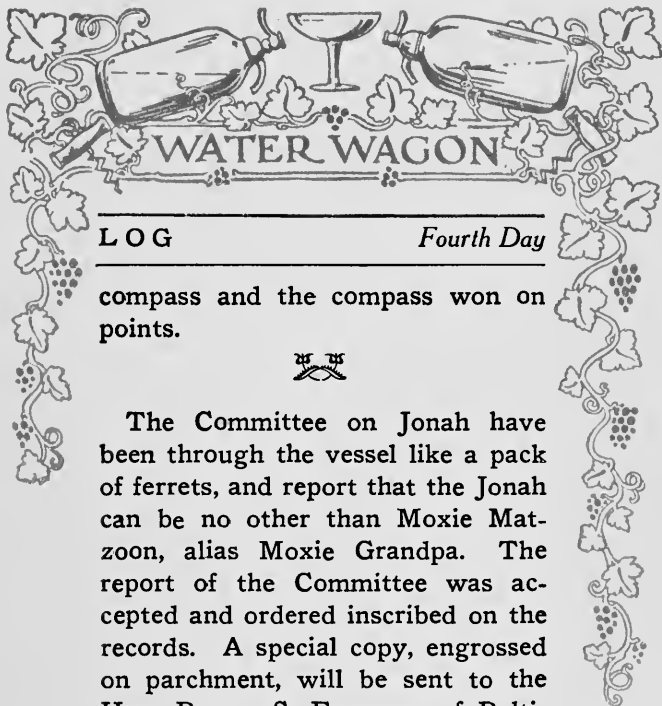 WATER WAGON
LOG Fourth Day
compass and the compass won on
points.
The Committee on Jonah have
been through the vessel like a pack
of ferrets, and report that the Jonah
can be no other than Moxie Mat-
zoon, alias Moxie Grandpa. The
report of the Committee was ac-
cepted and ordered inscribed on the
records. A special copy, engrossed
on parchment, will be sent to the